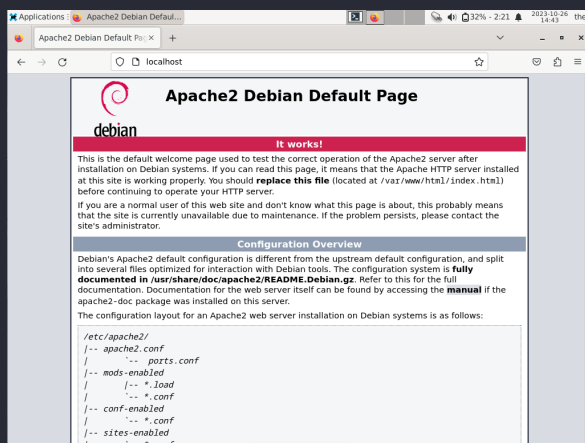 Applications
Apache2 Debian Defaul...
32% - 2:21
2023-10-26
14:43
the
Apache2 Debian Default Pag
localhost
debian
Apache2 Debian Default Page
It works!
This is the default welcome page used to test the correct operation of the Apache2 server after
installation on Debian systems. If you can read this page, it means that the Apache HTTP server installed
at this site is working properly. You should replace this file (located at /var/www/html/index.html)
before continuing to operate your HTTP server.
If you are a normal user of this web site and don't know what this page is about, this probably means
that the site is currently unavailable due to maintenance. If the problem persists, please contact the
site's administrator.
Configuration Overview
Debian's Apache2 default configuration is different from the upstream default configuration, and split
into several files optimized for interaction with Debian tools. The configuration system is fully
documented in /usr/share/doc/apache2/README.Debian.gz. Refer to this for the full
documentation. Documentation for the web server itself can be found by accessing the manual if the
apache2-doc package was installed on this server.
The configuration layout for an Apache2 web server installation on Debian systems is as follows:
/etc/apache2/
|-- apache2.conf
|       `--  ports.conf
|-- mods-enabled
|       |-- *.load
|       `-- *.conf
|-- conf-enabled
|       `-- *.conf
|-- sites-enabled